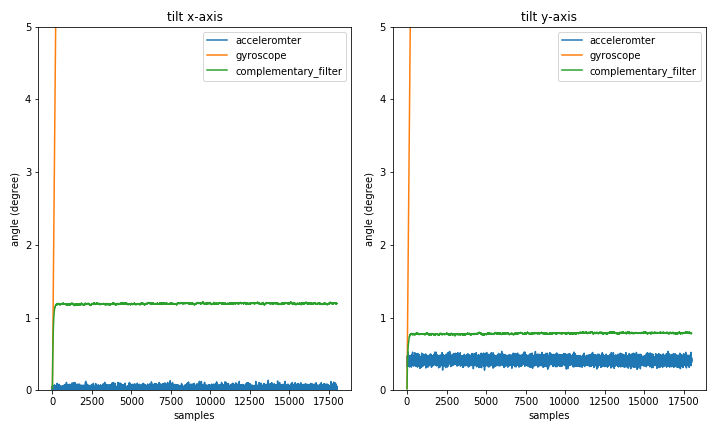 tilt x-axis
acceleromter
gyroscope
complementary_filter
angle (degree)
5
4
3
2
1
0
0 2500 5000 7500 10000 12500 15000 17500
samples
tilt y-axis
acceleromter
gyroscope
complementary_filter
angle (degree)
5
4
3
2
1
0
0 2500 5000 7500 10000 12500 15000 17500
samples